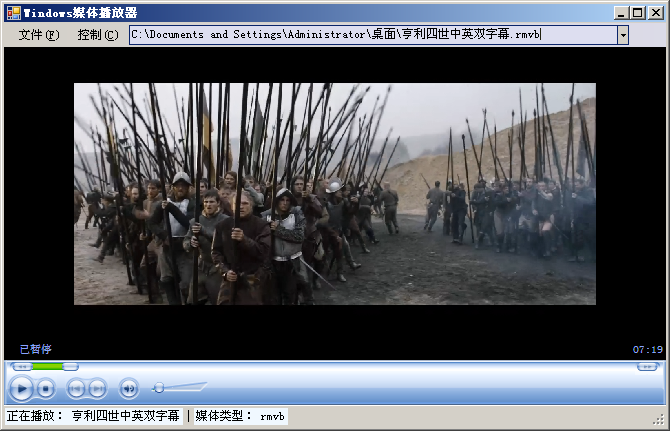 Windows媒体播放器
文件(F) 控制(C) C:\Documents and Settings\Administrator\桌面\亨利四世中英双字幕.rmvb
已暂停 07:19
正在播放： 亨利四世中英双字幕 | 媒体类型： rmvb